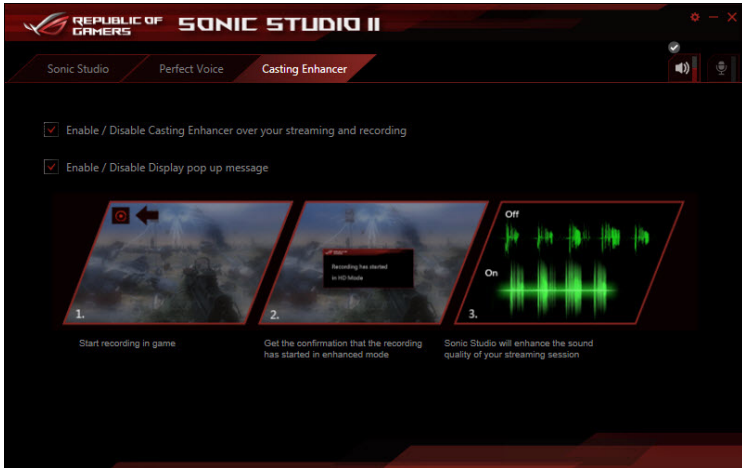 REPUBLIC OF
GAMERS
SONIC STUDIO II
Sonic Studio
Perfect Voice
Casting Enhancer
Enable / Disable Casting Enhancer over your streaming and recording
Enable / Disable Display pop up message
1.
Recording has started
in HD Mode
2.
Off
On
3.
Start recording in game
Get the confirmation that the recording
has started in enhanced mode
Sonic Studio will enhance the sound
quality of your streaming session